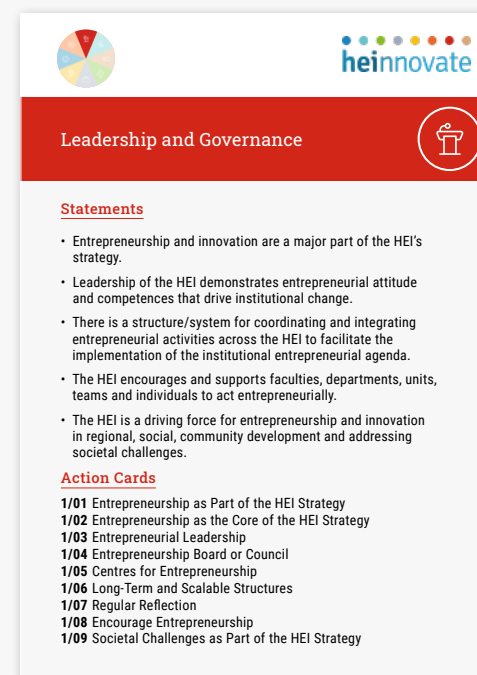 heinnovate
Leadership and Governance
Statements
• Entrepreneurship and innovation are a major part of the HEI's
strategy.
• Leadership of the HEI demonstrates entrepreneurial attitude
and competences that drive institutional change.
• There is a structure/system for coordinating and integrating
entrepreneurial activities across the HEI to facilitate the
implementation of the institutional entrepreneurial agenda.
• The HEI encourages and supports faculties, departments, units,
teams and individuals to act entrepreneurially.
• The HEI is a driving force for entrepreneurship and innovation
in regional, social, community development and addressing
societal challenges.
Action Cards
1/01 Entrepreneurship as Part of the HEI Strategy
1/02 Entrepreneurship as the Core of the HEI Strategy
1/03 Entrepreneurial Leadership
1/04 Entrepreneurship Board or Council
1/05 Centres for Entrepreneurship
1/06 Long-Term and Scalable Structures
1/07 Regular Reflection
1/08 Encourage Entrepreneurship
1/09 Societal Challenges as Part of the HEI Strategy